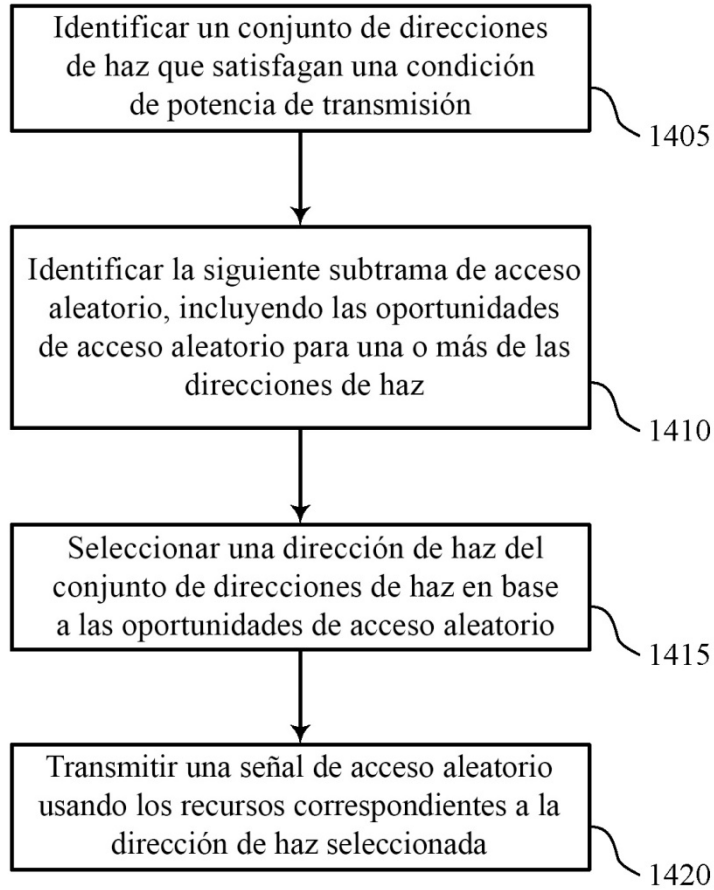 Identificar un conjunto de direcciones
de haz que satisfagan una condición
de potencia de transmisión
1405
Identificar la siguiente subtrama de acceso
aleatorio, incluyendo las oportunidades
de acceso aleatorio para una o más de las
direcciones de haz
1410
Seleccionar una dirección de haz del
conjunto de direcciones de haz en base
a las oportunidades de acceso aleatorio
1415
Transmitir una señal de acceso aleatorio
usando los recursos correspondientes a la
dirección de haz seleccionada
1420